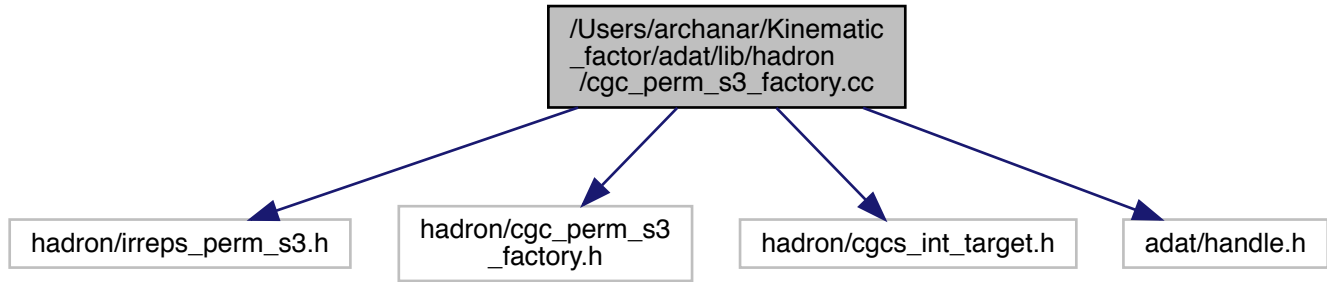 /Users/archanar/Kinematic
_factor/adat/lib/hadron
/cgc_perm_s3_factory.cc
hadron/irreps_perm_s3.h
hadron/cgc_perm_s3
_factory.h
hadron/cgcs_int_target.h
adat/handle.h